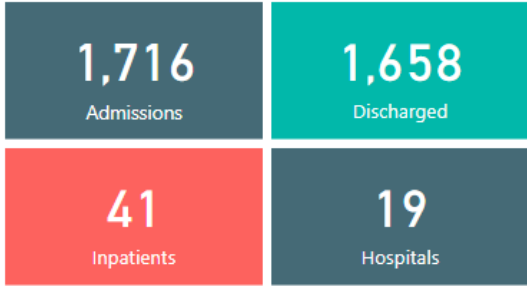 1,716
Admissions
1,658
Discharged
41
Inpatients
19
Hospitals